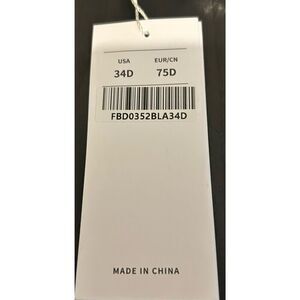 USA EUR/CN
34D 75D
FBD0352BLA34D
MADE IN CHINA